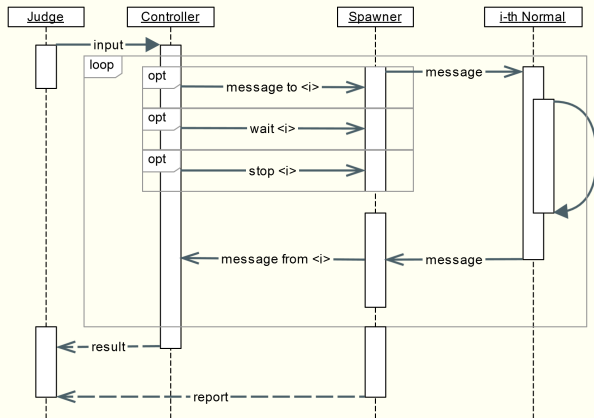 Judge
Controller
Spawner
i-th Normal
input
loop
opt
message to <i>
message
opt
wait <i>
opt
stop <i>
message from <i>
message
result
report